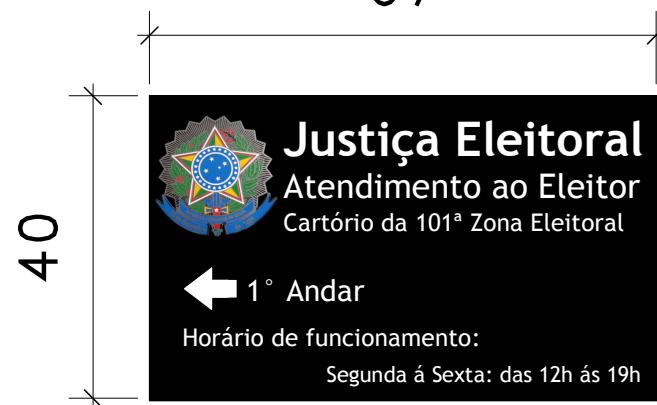 Justiça Eleitoral
Atendimento ao Eleitor
Cartório da 101ª Zona Eleitoral
1° Andar
Horário de funcionamento:
Segunda á Sexta: das 12h ás 19h
40